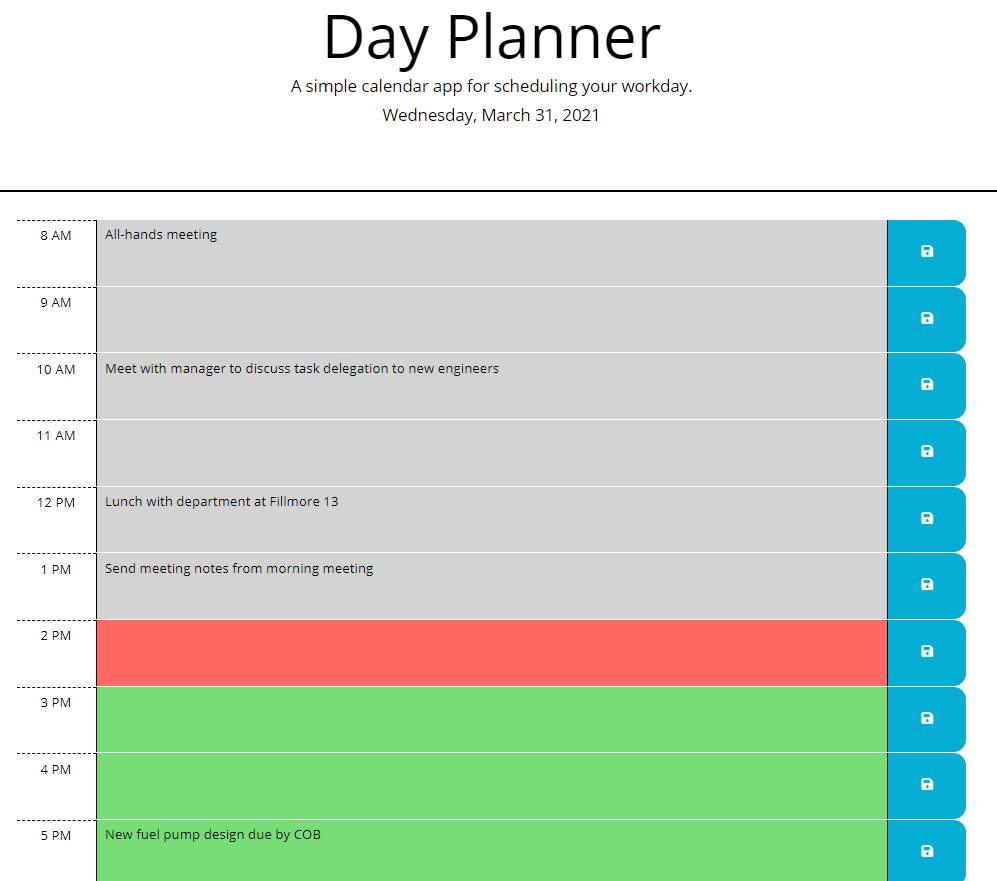 Day Planner
A simple calendar app for scheduling your workday.
Wednesday, March 31, 2021
8 AM
All-hands meeting
9 AM
10 AM
Meet with manager to discuss task delegation to new engineers
11 AM
12 PM
Lunch with department at Fillmore 13
1 PM
Send meeting notes from morning meeting
2 PM
3 PM
4 PM
5 PM
New fuel pump design due by COB